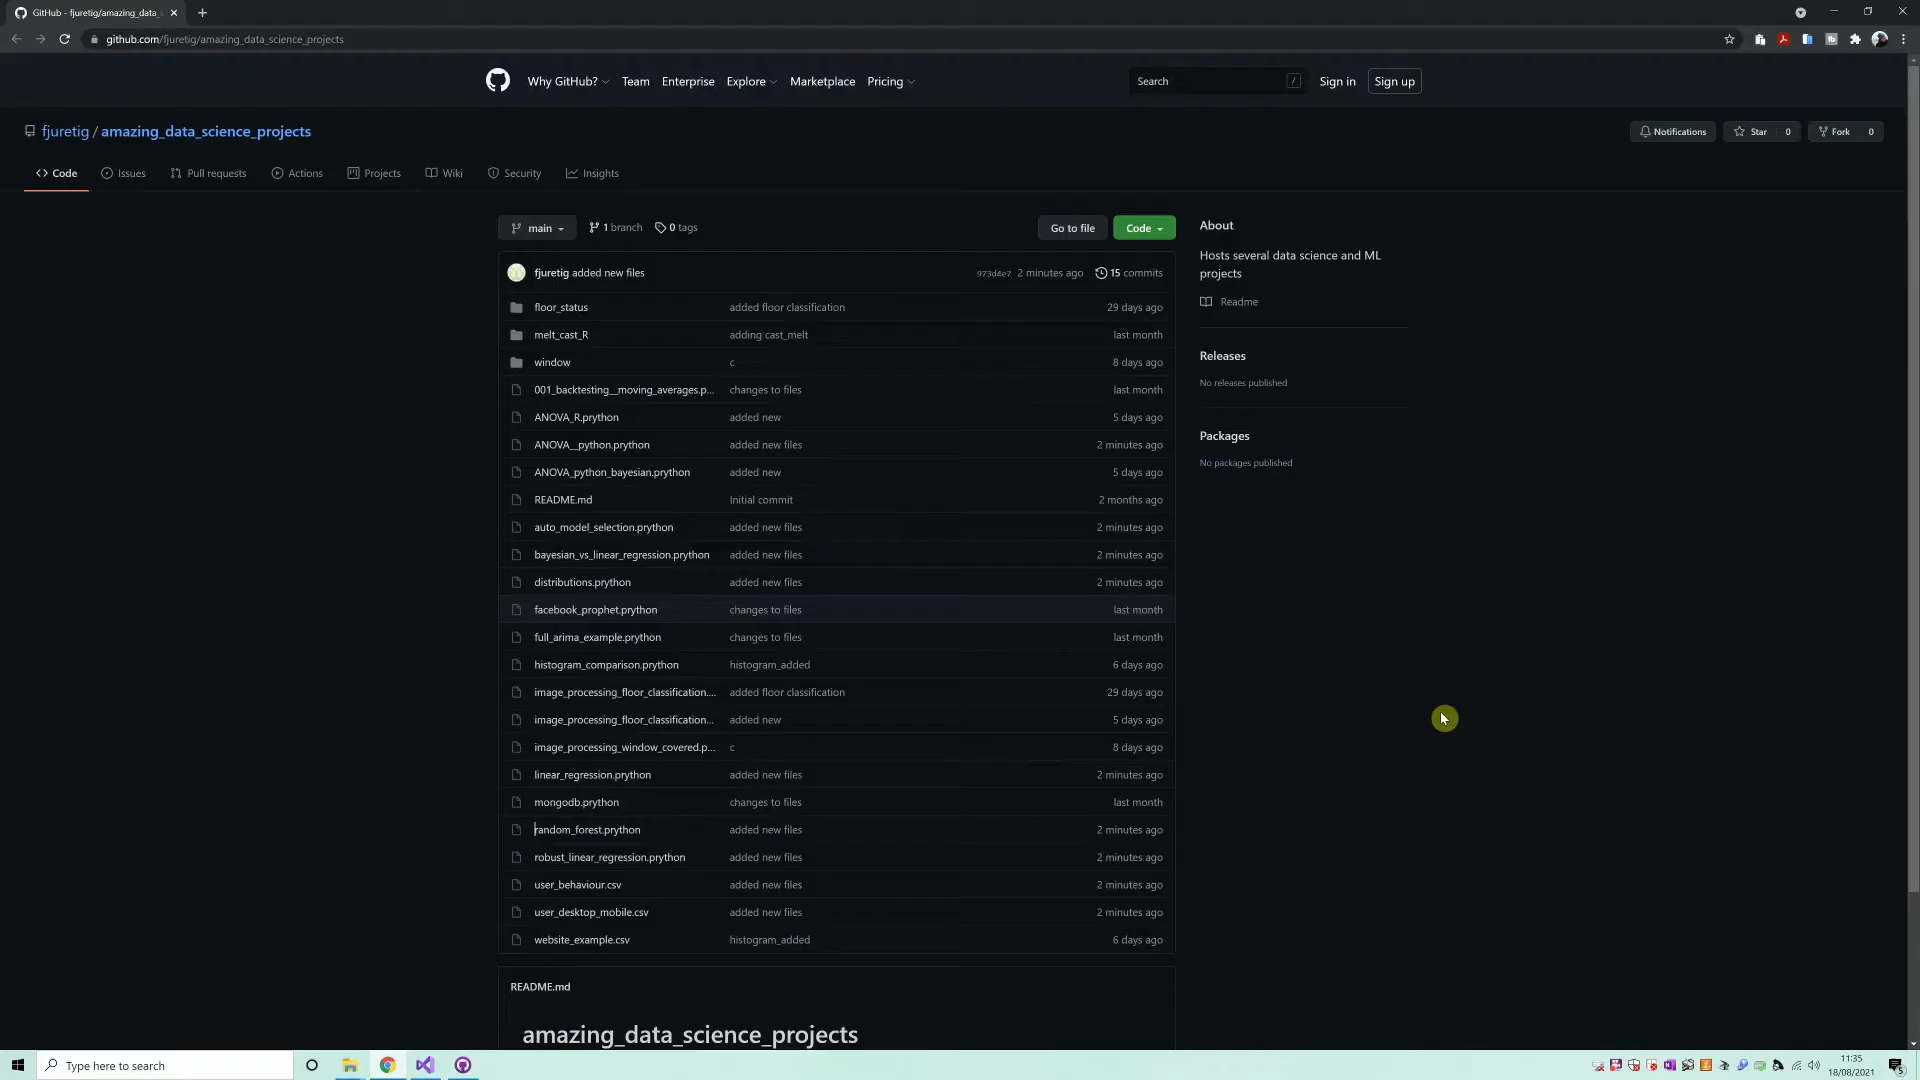 GitHub - fjuretig/amazing_data_
github.com/fjuretig/amazing_data_science_projects
Why GitHub? Team Enterprise Explore Marketplace Pricing Search / Sign in Sign up
fjuretig / amazing_data_science_projects Notifications Star 0 Fork 0
Code Issues Pull requests Actions Projects Wiki Security Insights
main 1 branch 0 tags Go to file Code
fjuretig added new files 973d4e7 2 minutes ago 15 commits
floor_status added floor classification 29 days ago
melt_cast_R adding cast_melt last month
window c 8 days ago
001_backtesting__moving_averages.p... changes to files last month
ANOVA_R.prython added new 5 days ago
ANOVA__python.prython added new files 2 minutes ago
ANOVA_python_bayesian.prython added new 5 days ago
README.md Initial commit 2 months ago
auto_model_selection.prython added new files 2 minutes ago
bayesian_vs_linear_regression.prython added new files 2 minutes ago
distributions.prython added new files 2 minutes ago
facebook_prophet.prython changes to files last month
full_arima_example.prython changes to files last month
histogram_comparison.prython histogram_added 6 days ago
image_processing_floor_classification.... added floor classification 29 days ago
image_processing_floor_classification... added new 5 days ago
image_processing_window_covered.p... c 8 days ago
linear_regression.prython added new files 2 minutes ago
mongodb.prython changes to files last month
random_forest.prython added new files 2 minutes ago
robust_linear_regression.prython added new files 2 minutes ago
user_behaviour.csv added new files 2 minutes ago
user_desktop_mobile.csv added new files 2 minutes ago
website_example.csv histogram_added 6 days ago
README.md
amazing_data_science_projects
About
Hosts several data science and ML
projects
Readme
Releases
No releases published
Packages
No packages published
Type here to search
11:35
18/08/2021
5